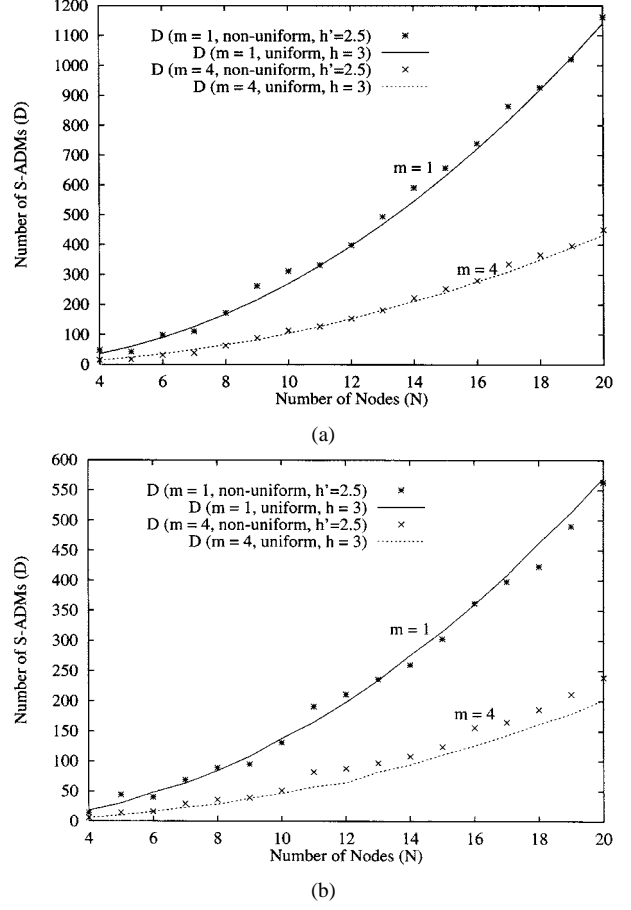 1200
1100
1000
900
800
700
600
500
400
300
200
100
0
Number of S-ADMs (D)
D (m = 1, non-uniform, h'=2.5)
D (m = 1, uniform, h = 3)
D (m = 4, non-uniform, h'=2.5)
D (m = 4, uniform, h = 3)
m = 1
m = 4
4 6 8 10 12 14 16 18 20
Number of Nodes (N)
(a)
600
550
500
450
400
350
300
250
200
150
100
50
0
Number of S-ADMs (D)
D (m = 1, non-uniform, h'=2.5)
D (m = 1, uniform, h = 3)
D (m = 4, non-uniform, h'=2.5)
D (m = 4, uniform, h = 3)
m = 1
m = 4
4 6 8 10 12 14 16 18 20
Number of Nodes (N)
(b)